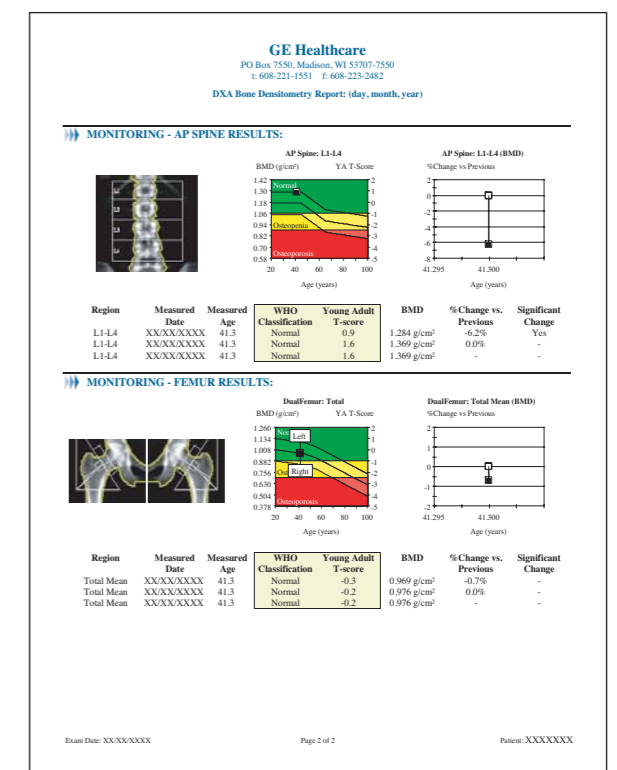 GE Healthcare
PO Box 7550, Madison, WI 53707-7550
t: 608-221-1551 f: 608-223-2482
DXA Bone Densitometry Report: (day, month, year)
MONITORING - AP SPINE RESULTS:
AP Spine: L1-L4
BMD (g/cm²) YA T-Score
1.42 2
Normal
1.30 1
1.18 0
1.06 -1
0.94 Osteopenia -2
0.82 -3
0.70 -4
Osteoporosis
0.58 -5
20 40 60 80 100
Age (years)
AP Spine: L1-L4 (BMD)
%Change vs Previous
2
0
-2
-4
-6
-8
41.295 41.300
Age (years)
Region Measured Date Measured Age WHO Classification Young Adult T-score BMD %Change vs. Previous Significant Change
L1-L4 XX/XX/XXXX 41.3 Normal 0.9 1.284 g/cm² -6.2% Yes
L1-L4 XX/XX/XXXX 41.3 Normal 1.6 1.369 g/cm² 0.0% -
L1-L4 XX/XX/XXXX 41.3 Normal 1.6 1.369 g/cm² - -
MONITORING - FEMUR RESULTS:
DualFemur: Total
BMD (g/cm²) YA T-Score
1.260 2
Left
1.134 1
1.008 0
0.882 -1
0.756 Right -2
0.630 -3
0.504 -4
Osteoporosis
0.378 -5
20 40 60 80 100
Age (years)
DualFemur: Total Mean (BMD)
%Change vs Previous
2
1
0
-1
-2
41.295 41.300
Age (years)
Region Measured Date Measured Age WHO Classification Young Adult T-score BMD %Change vs. Previous Significant Change
Total Mean XX/XX/XXXX 41.3 Normal -0.3 0.969 g/cm² -0.7% -
Total Mean XX/XX/XXXX 41.3 Normal -0.2 0.976 g/cm² 0.0% -
Total Mean XX/XX/XXXX 41.3 Normal -0.2 0.976 g/cm² - -
Exam Date: XX/XX/XXXX Page 2 of 2 Patient: XXXXXXX